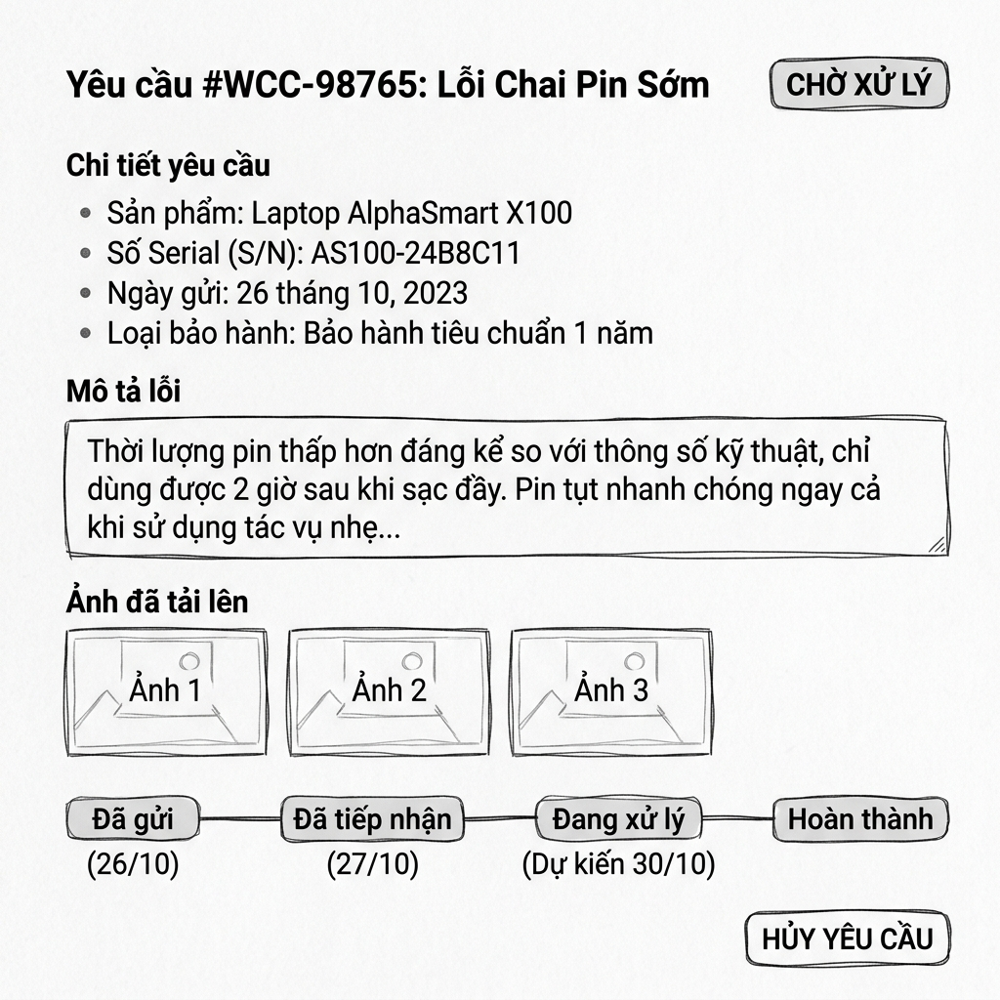 Yêu cầu #WCC-98765: Lỗi Chai Pin Sớm
CHỜ XỬ LÝ
Chi tiết yêu cầu
• Sản phẩm: Laptop AlphaSmart X100
• Số Serial (S/N): AS100-24B8C11
• Ngày gửi: 26 tháng 10, 2023
• Loại bảo hành: Bảo hành tiêu chuẩn 1 năm
Mô tả lỗi
Thời lượng pin thấp hơn đáng kể so với thông số kỹ thuật, chỉ
dùng được 2 giờ sau khi sạc đầy. Pin tụt nhanh chóng ngay cả
khi sử dụng tác vụ nhẹ...
Ảnh đã tải lên
Ảnh 1
Ảnh 2
Ảnh 3
Đã gửi
Đã tiếp nhận
Đang xử lý
Hoàn thành
(26/10)
(27/10)
(Dự kiến 30/10)
HỦY YÊU CẦU